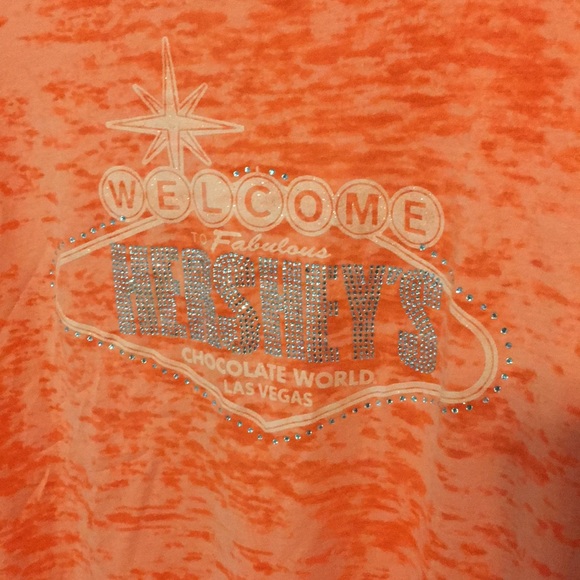 WELCOME
TO Fabulous
HERSHEY'S
CHOCOLATE WORLD
LAS VEGAS